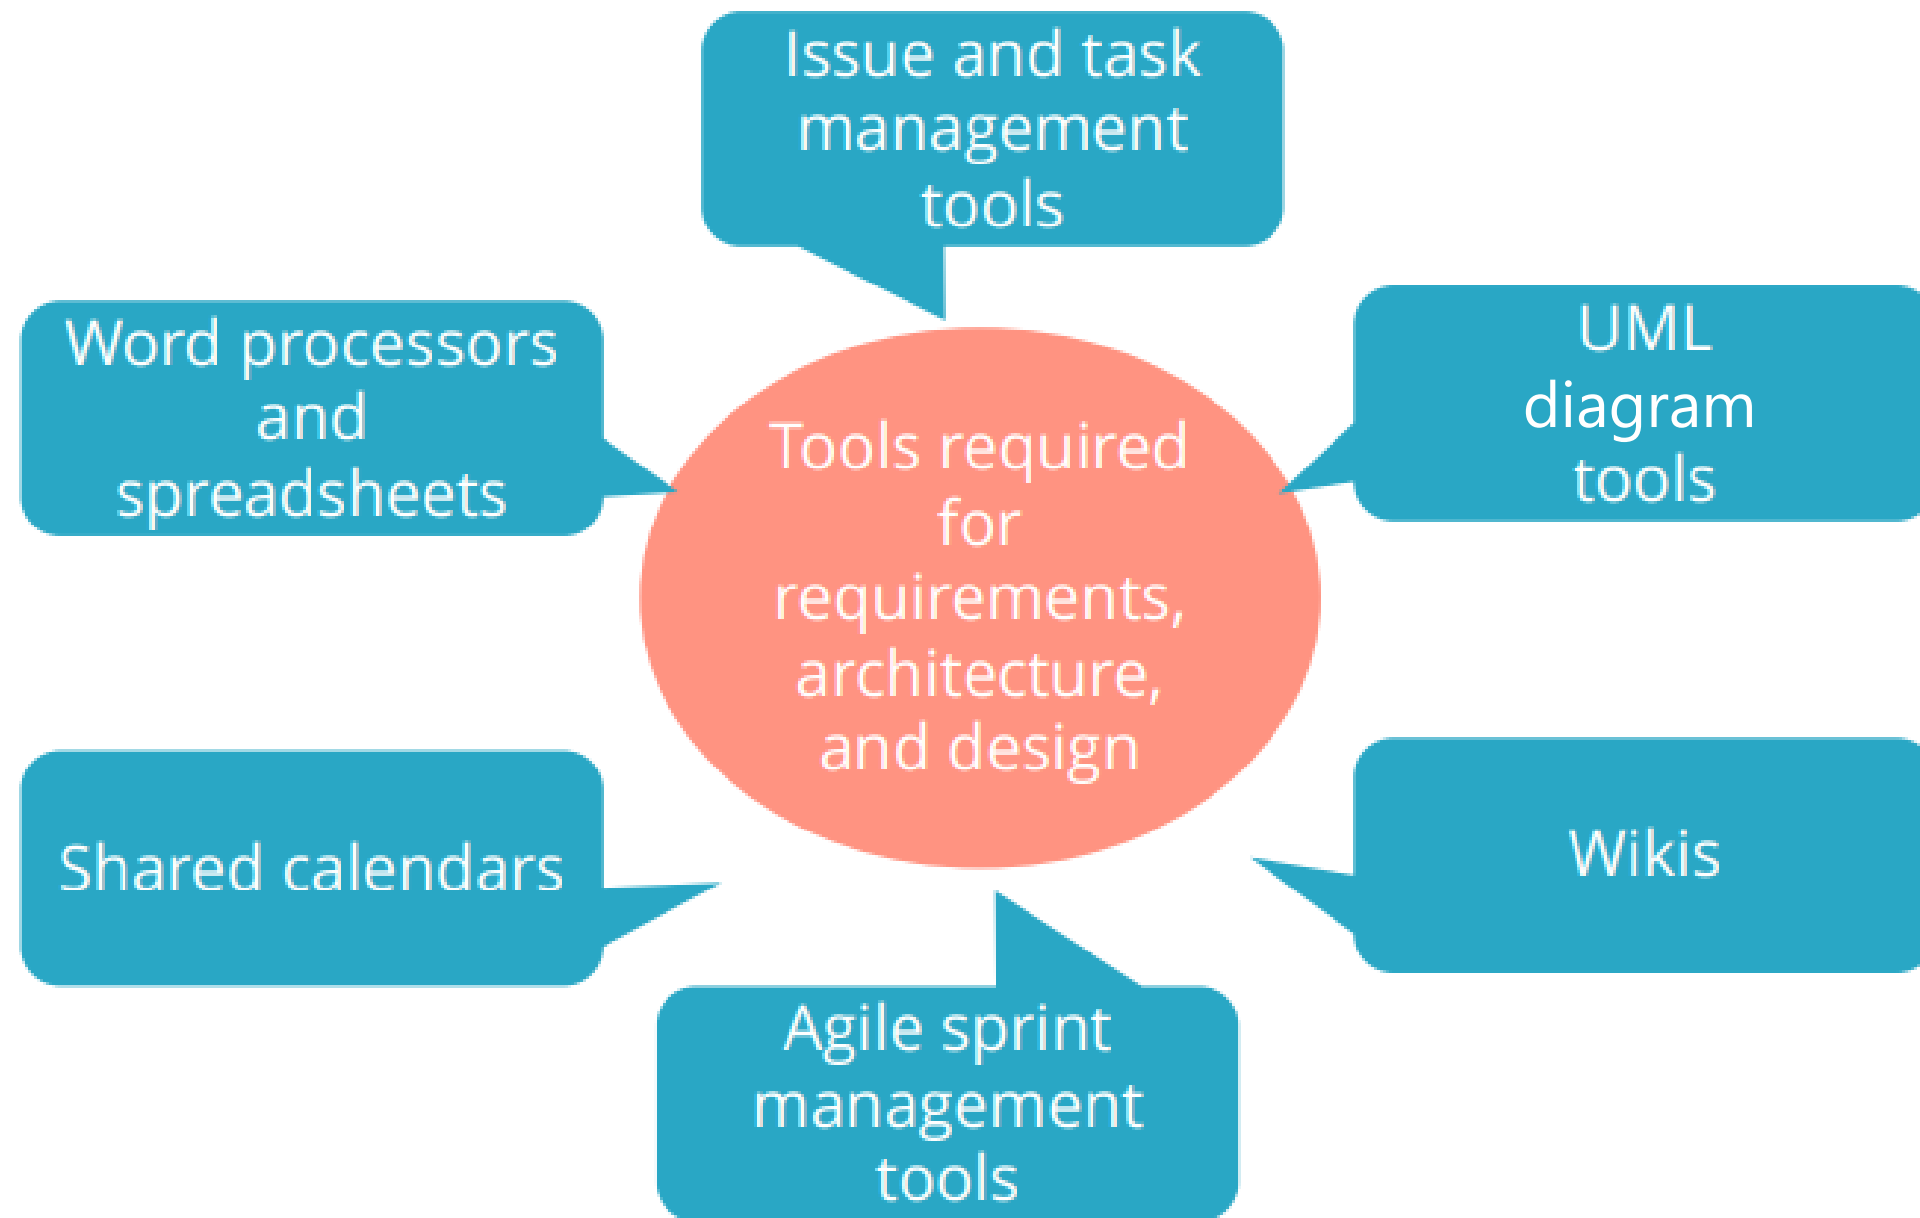 Issue and task
management
tools
Word processors
and
spreadsheets
UML
diagram
tools
Tools required
for
requirements,
architecture,
and design
Shared calendars
Wikis
Agile sprint
management
tools